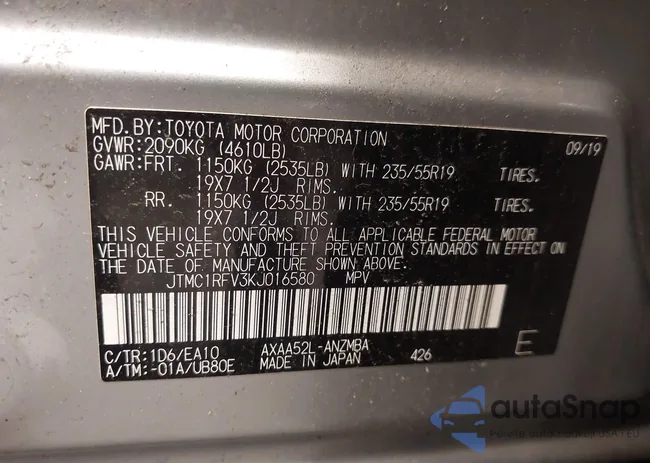 MFD.BY:TOYOTA MOTOR CORPORATION 09/19
GVWR:2090KG (4610LB)
GAWR:FRT. 1150KG (2535LB) WITH 235/55R19 TIRES.
19X7 1/2J RIMS.
RR. 1150KG (2535LB) WITH 235/55R19 TIRES.
19X7 1/2J RIMS.
THIS VEHICLE CONFORMS TO ALL APPLICABLE FEDERAL MOTOR
VEHICLE SAFETY AND THEFT PREVENTION STANDARDS IN EFFECT ON
THE DATE OF MANUFACTURE SHOWN ABOVE.
JTMC1RFV3KJ016580 MPV
C/TR:1D6/EA10 AXAA52L-ANZMBA
A/TM:-01A/UB80E MADE IN JAPAN 426 E
autaSnap